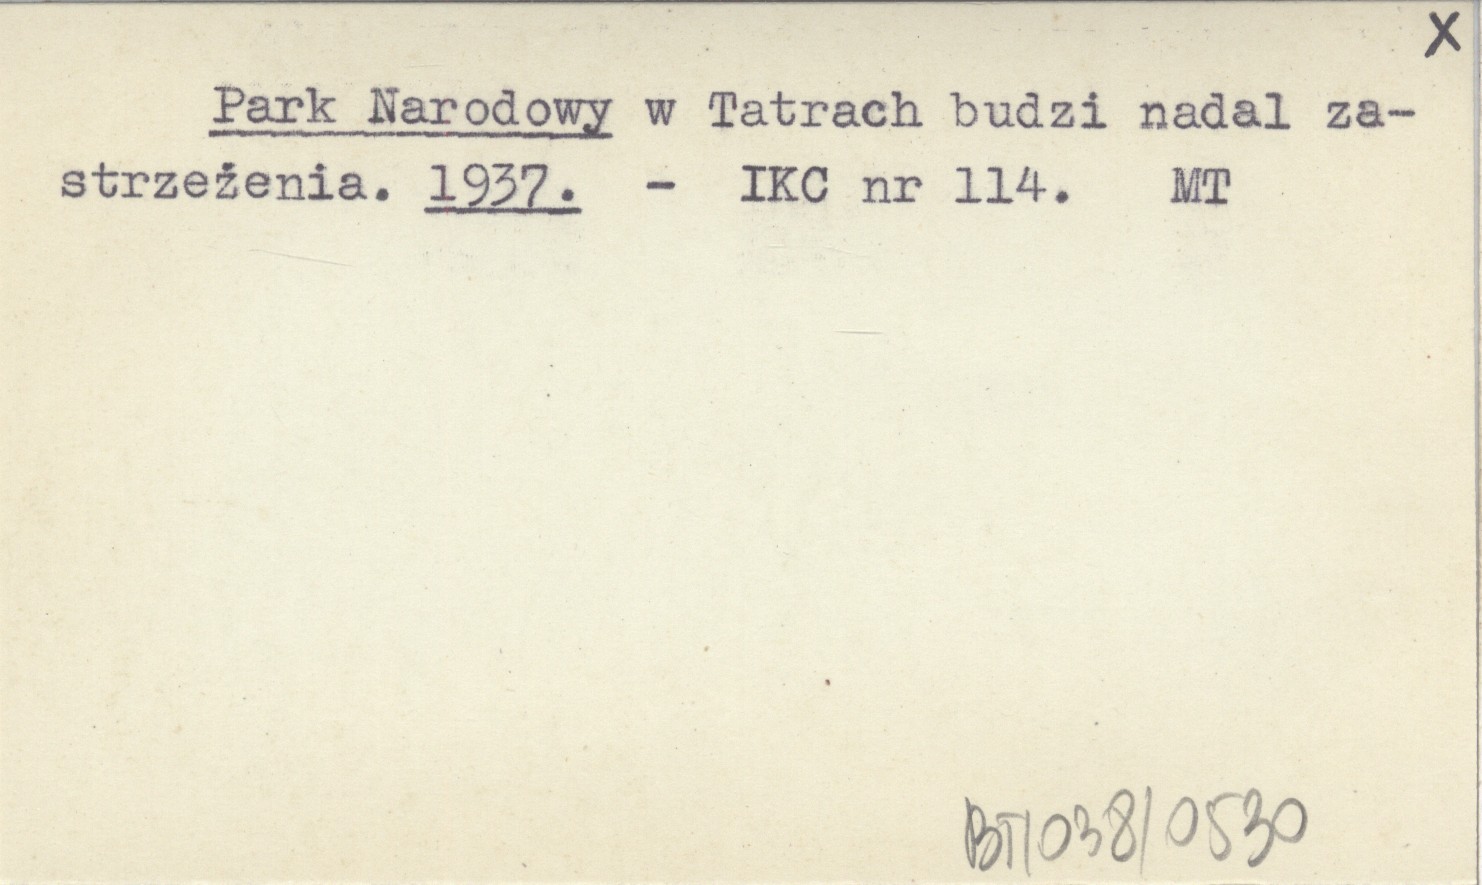 X
Park Narodowy w Tatrach budzi nadal za-
strzeżenia. 1937. - IKC nr 114. MT
BT/038/0530